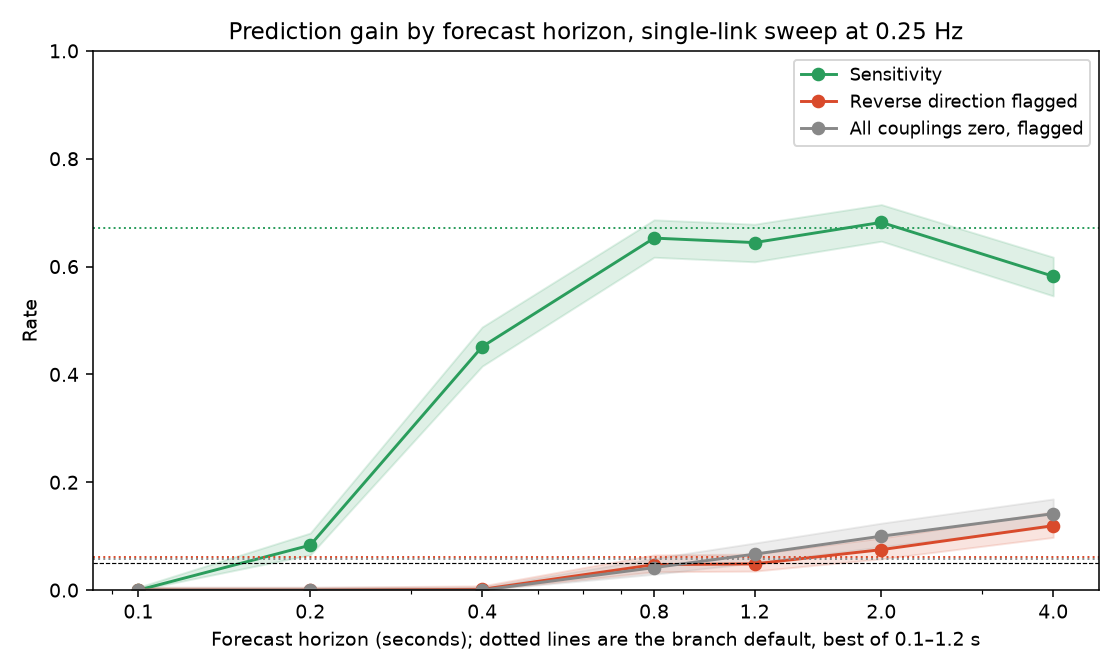 Prediction gain by forecast horizon, single-link sweep at 0.25 Hz
Sensitivity
Reverse direction flagged
All couplings zero, flagged
Rate
1.0
0.8
0.6
0.4
0.2
0.0
0.1 0.2 0.4 0.8 1.2 2.0 4.0
Forecast horizon (seconds); dotted lines are the branch default, best of 0.1–1.2 s